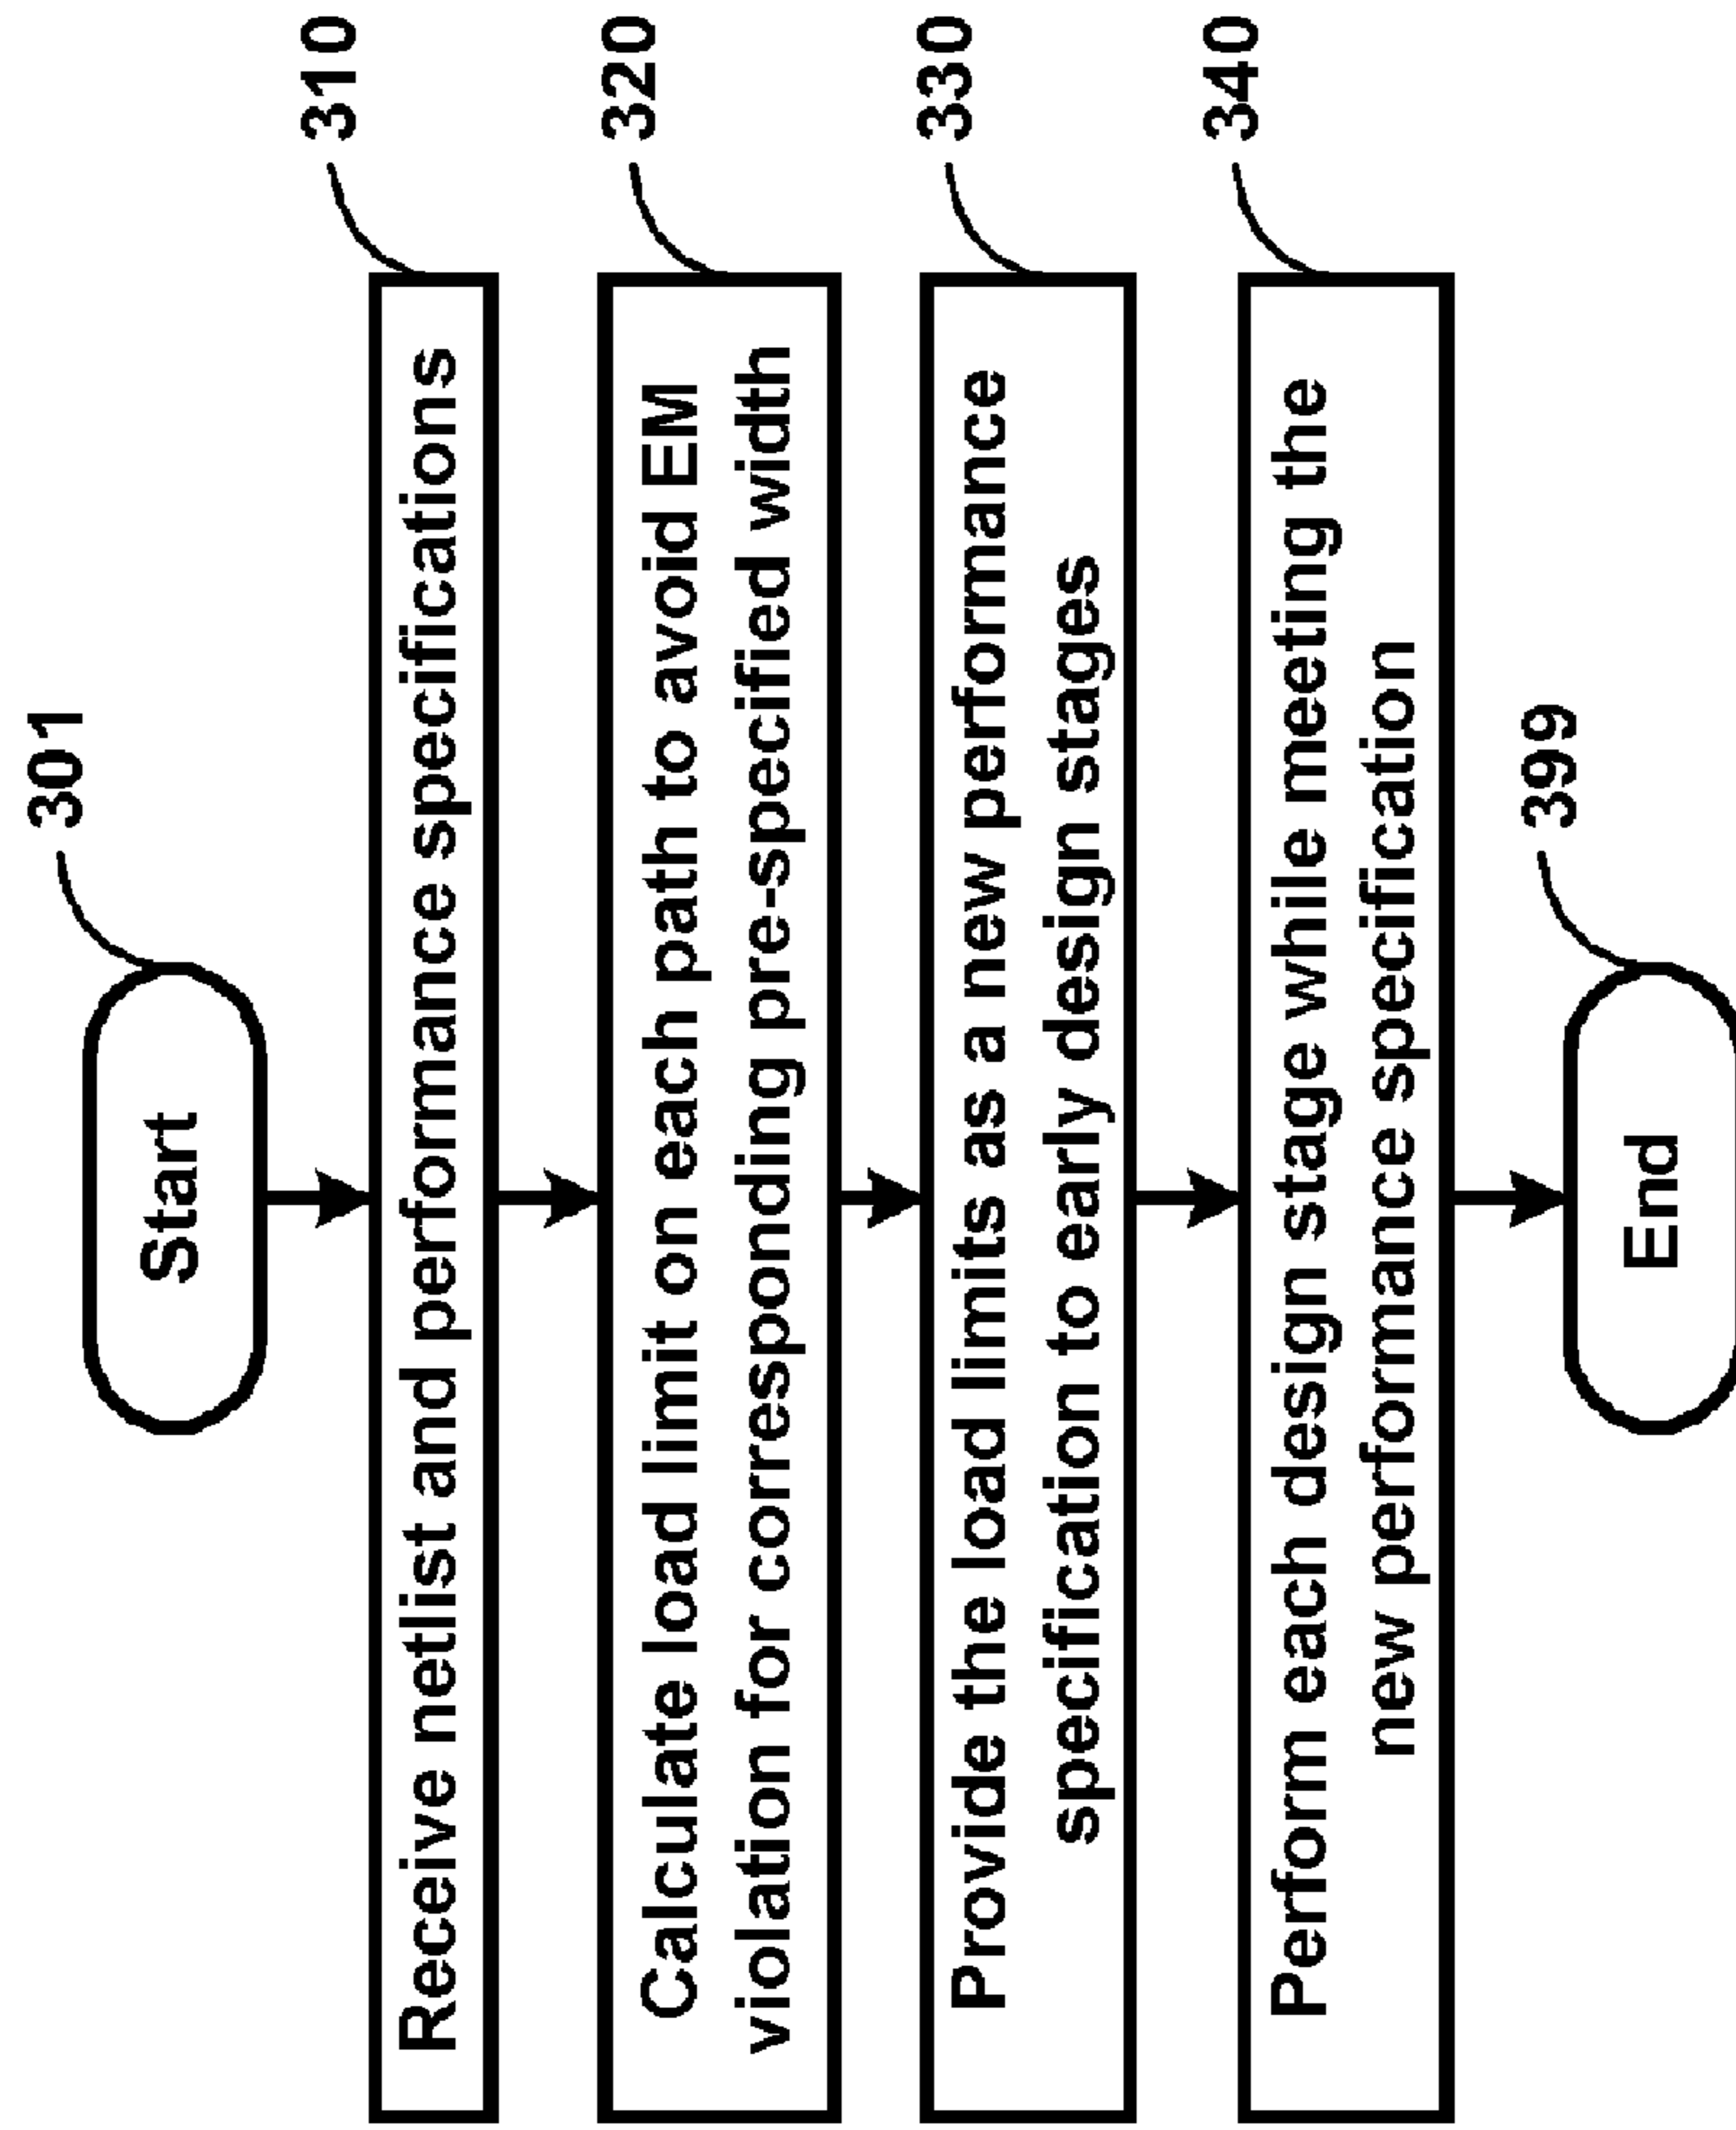 301
Start
310
Receive netlist and performance specifications
320
Calculate load limit on each path to avoid EM
violation for corresponding pre-specified width
330
Provide the load limits as a new performance
specification to early design stages
340
Perform each design stage while meeting the
new performance specification
399
End